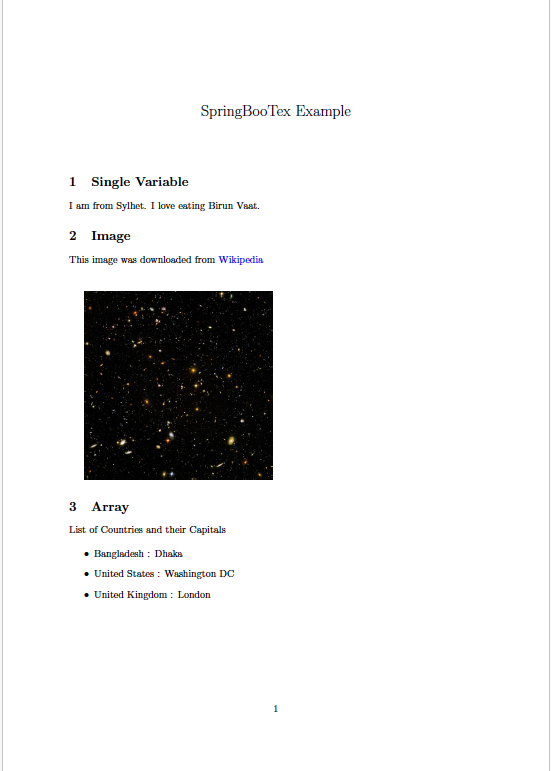 SpringBooTex Example
1 Single Variable
I am from Sylhet. I love eating Birun Vaat.
2 Image
This image was downloaded from Wikipedia
3 Array
List of Countries and their Capitals
• Bangladesh : Dhaka
• United States : Washington DC
• United Kingdom : London
1